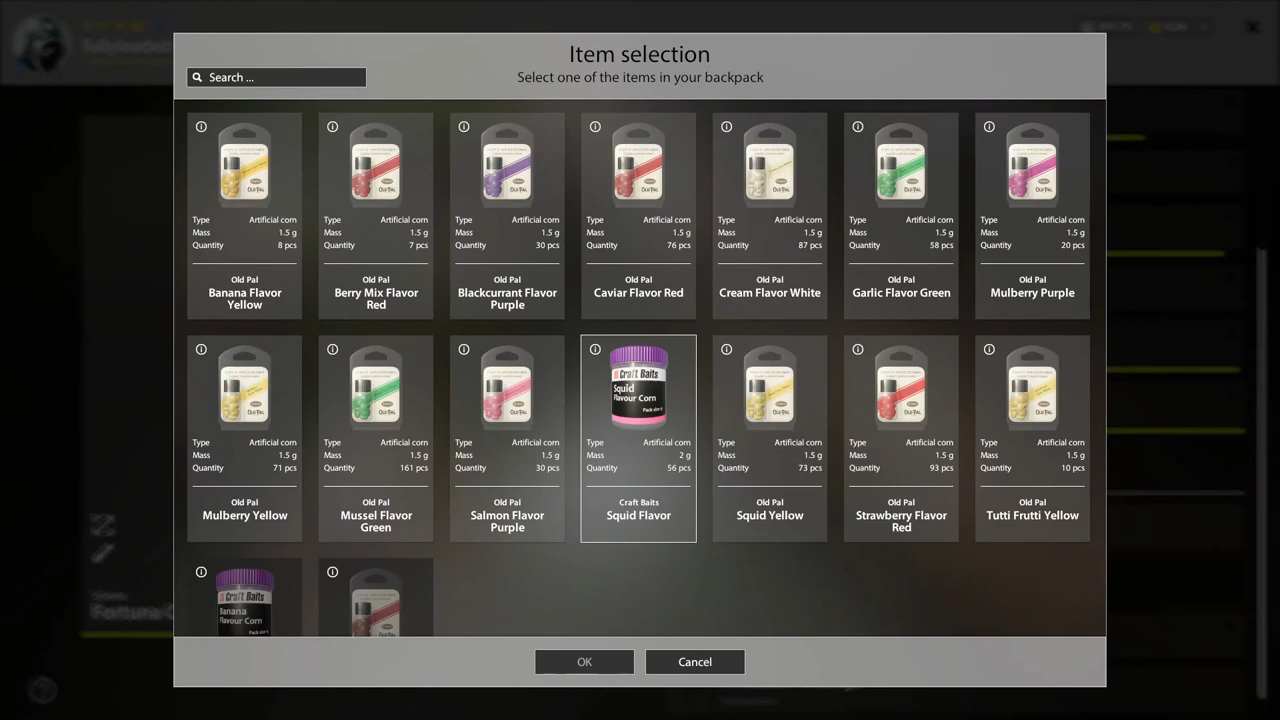 Item selection
Select one of the items in your backpack
Search ...
Type Artificial corn
Mass 1.5 g
Quantity 8 pcs
Old Pal
Banana Flavor
Yellow
Type Artificial corn
Mass 1.5 g
Quantity 7 pcs
Old Pal
Berry Mix Flavor
Red
Type Artificial corn
Mass 1.5 g
Quantity 30 pcs
Old Pal
Blackcurrant Flavor
Purple
Type Artificial corn
Mass 1.5 g
Quantity 76 pcs
Old Pal
Caviar Flavor Red
Type Artificial corn
Mass 1.5 g
Quantity 87 pcs
Old Pal
Cream Flavor White
Type Artificial corn
Mass 1.5 g
Quantity 58 pcs
Old Pal
Garlic Flavor Green
Type Artificial corn
Mass 1.5 g
Quantity 20 pcs
Old Pal
Mulberry Purple
Type Artificial corn
Mass 1.5 g
Quantity 71 pcs
Old Pal
Mulberry Yellow
Type Artificial corn
Mass 1.5 g
Quantity 161 pcs
Old Pal
Mussel Flavor
Green
Type Artificial corn
Mass 1.5 g
Quantity 30 pcs
Old Pal
Salmon Flavor
Purple
Craft Baits
Squid
Flavour Corn
Type Artificial corn
Mass 2 g
Quantity 56 pcs
Craft Baits
Squid Flavor
Type Artificial corn
Mass 1.5 g
Quantity 73 pcs
Old Pal
Squid Yellow
Type Artificial corn
Mass 1.5 g
Quantity 93 pcs
Old Pal
Strawberry Flavor
Red
Type Artificial corn
Mass 1.5 g
Quantity 10 pcs
Old Pal
Tutti Frutti Yellow
Craft Baits
Banana
Flavour Corn
OK
Cancel